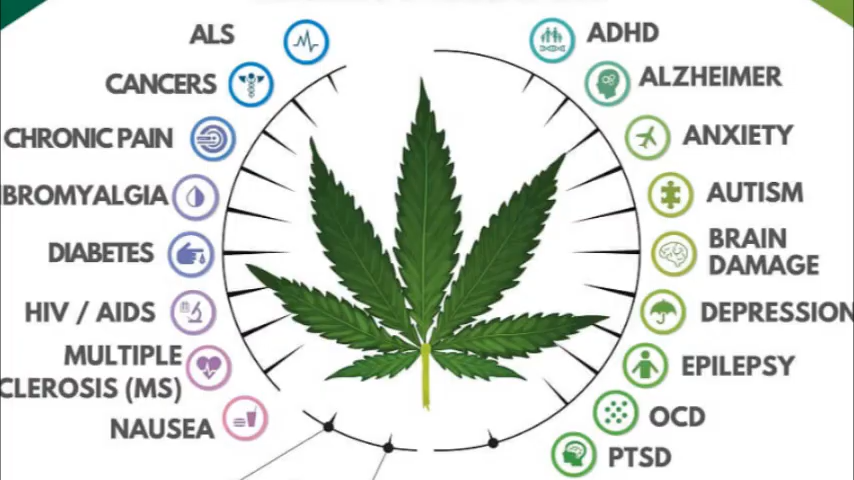 ALS
CANCERS
CHRONIC PAIN
IBROMYALGIA
DIABETES
HIV / AIDS
MULTIPLE
CLEROSIS (MS)
NAUSEA
ADHD
ALZHEIMER
ANXIETY
AUTISM
BRAIN
DAMAGE
DEPRESSION
EPILEPSY
OCD
PTSD